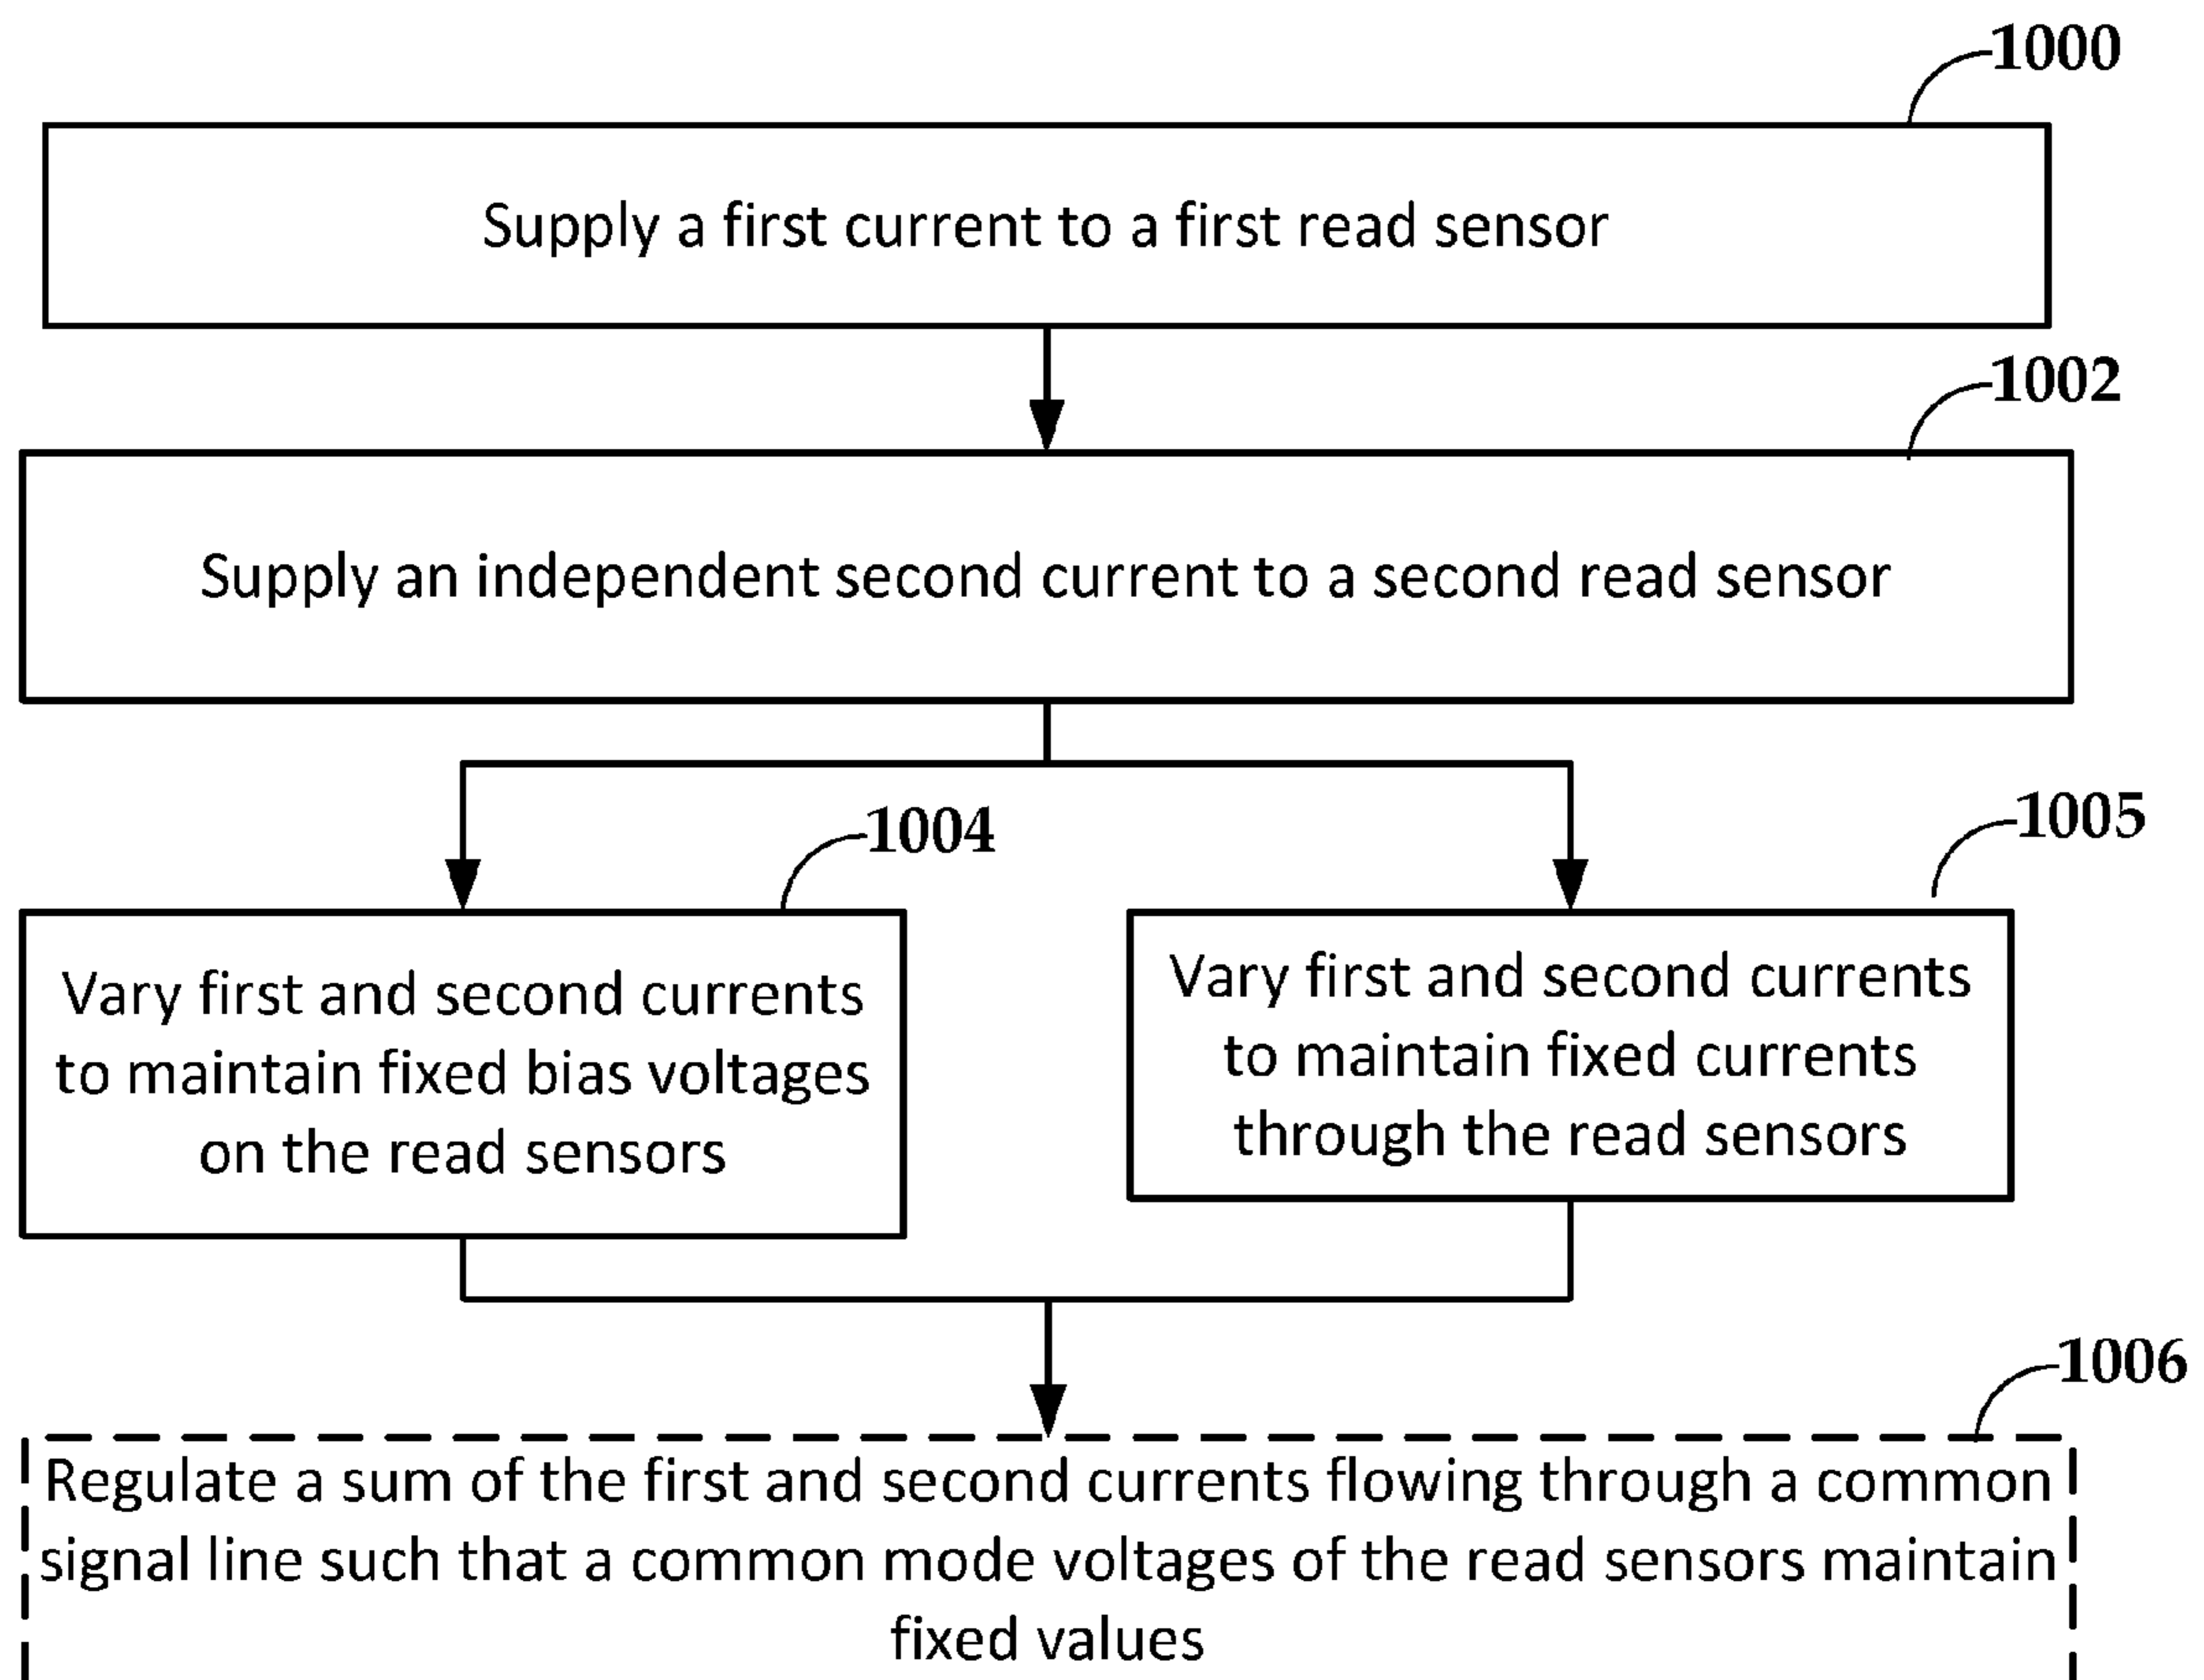 1000
Supply a first current to a first read sensor
1002
Supply an independent second current to a second read sensor
1004
Vary first and second currents
to maintain fixed bias voltages
on the read sensors
1005
Vary first and second currents
to maintain fixed currents
through the read sensors
1006
Regulate a sum of the first and second currents flowing through a common
signal line such that a common mode voltages of the read sensors maintain
fixed values